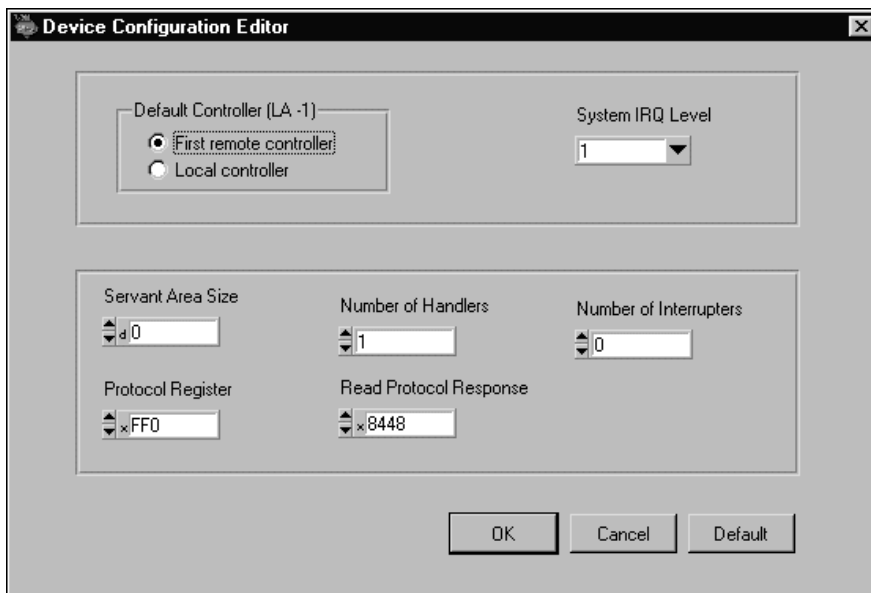 Device Configuration Editor
Default Controller (LA -1)
First remote controller
Local controller
System IRQ Level
1
Servant Area Size
d 0
Number of Handlers
1
Number of Interrupters
0
Protocol Register
x FF0
Read Protocol Response
x 8448
OK
Cancel
Default